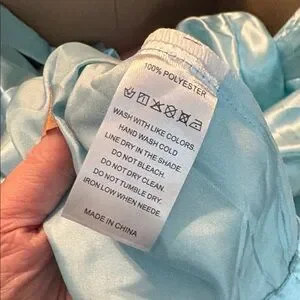 100% POLYESTER
WASH WITH LIKE COLORS.
HAND WASH COLD
LINE DRY IN THE SHADE.
DO NOT BLEACH.
DO NOT DRY CLEAN.
DO NOT TUMBLE DRY.
IRON LOW WHEN NEEDE.
MADE IN CHINA